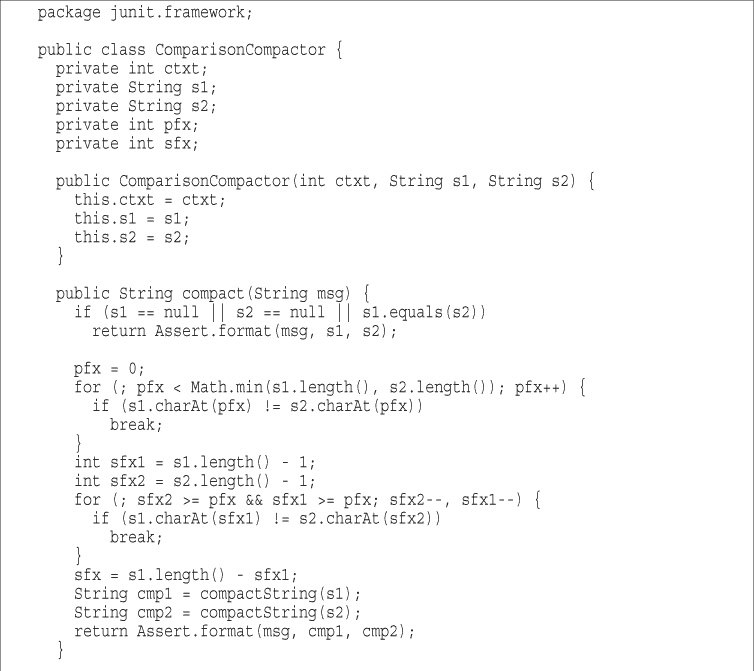 package junit.framework;
public class ComparisonCompactor {
private int ctxt;
private String s1;
private String s2;
private int pfx;
private int sfx;
public ComparisonCompactor(int ctxt, String s1, String s2) {
this.ctxt = ctxt;
this.s1 = s1;
this.s2 = s2;
}
public String compact(String msg) {
if (s1 == null || s2 == null || s1.equals(s2))
return Assert.format(msg, s1, s2);
pfx = 0;
for (; pfx < Math.min(s1.length(), s2.length()); pfx++) {
if (s1.charAt(pfx) != s2.charAt(pfx))
break;
}
int sfx1 = s1.length() - 1;
int sfx2 = s2.length() - 1;
for (; sfx2 >= pfx && sfx1 >= pfx; sfx2--, sfx1--) {
if (s1.charAt(sfx1) != s2.charAt(sfx2))
break;
}
sfx = s1.length() - sfx1;
String cmp1 = compactString(s1);
String cmp2 = compactString(s2);
return Assert.format(msg, cmp1, cmp2);
}